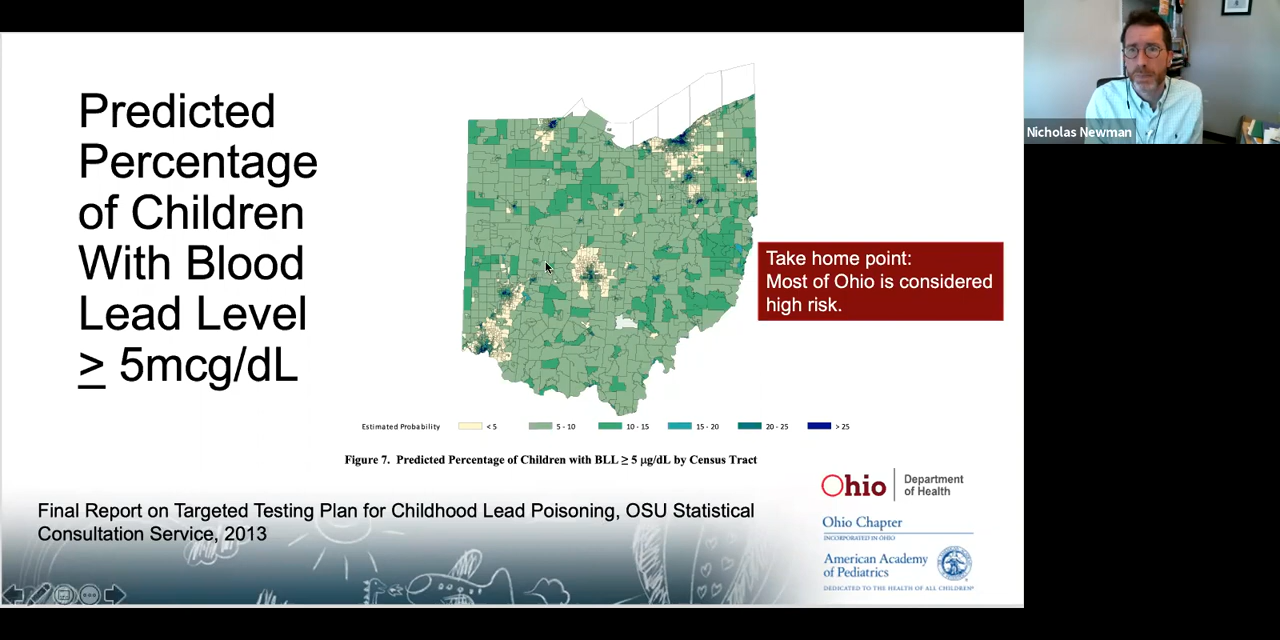 Predicted
Percentage
of Children
With Blood
Lead Level
≥ 5mcg/dL
Take home point:
Most of Ohio is considered
high risk.
Estimated Probability < 5 5 - 10 10 - 15 15 - 20 20 - 25 > 25
Figure 7. Predicted Percentage of Children with BLL ≥ 5 µg/dL by Census Tract
Final Report on Targeted Testing Plan for Childhood Lead Poisoning, OSU Statistical
Consultation Service, 2013
Ohio Department
of Health
Ohio Chapter
INCORPORATED IN OHIO
American Academy
of Pediatrics
DEDICATED TO THE HEALTH OF ALL CHILDREN®
Nicholas Newman